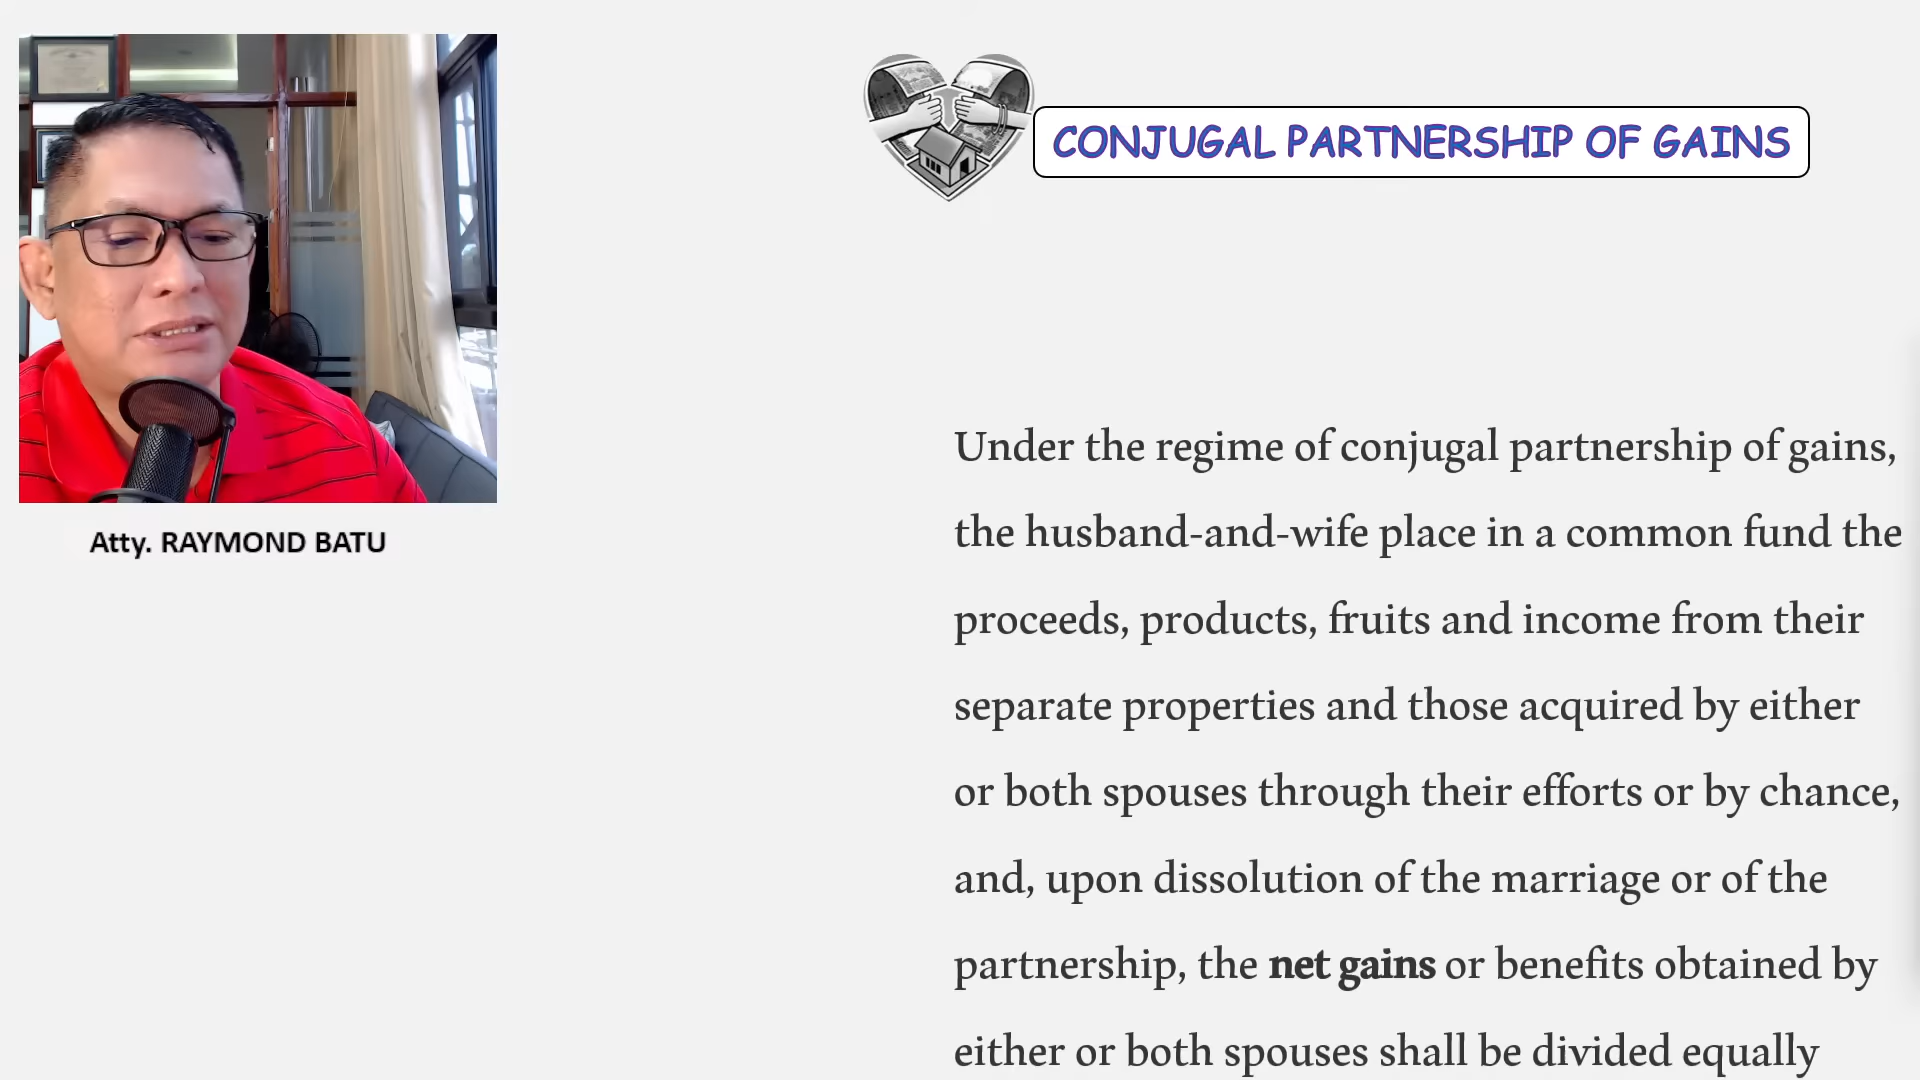 CONJUGAL PARTNERSHIP OF GAINS
Atty. RAYMOND BATU
Under the regime of conjugal partnership of gains,
the husband-and-wife place in a common fund the
proceeds, products, fruits and income from their
separate properties and those acquired by either
or both spouses through their efforts or by chance,
and, upon dissolution of the marriage or of the
partnership, the net gains or benefits obtained by
either or both spouses shall be divided equally